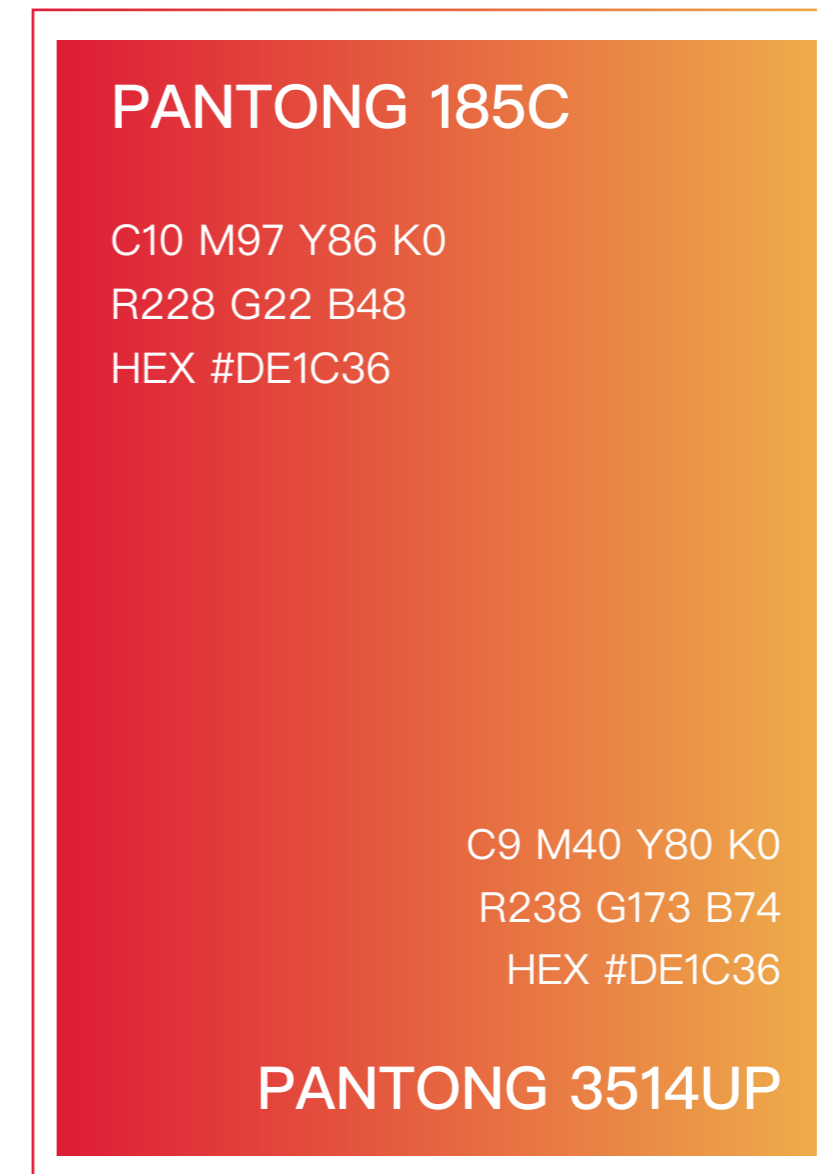 PANTONG 185C
C10 M97 Y86 K0
R228 G22 B48
HEX #DE1C36
C9 M40 Y80 K0
R238 G173 B74
HEX #DE1C36
PANTONG 3514UP